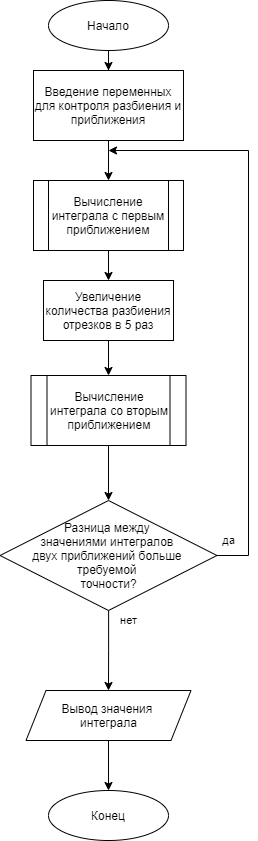 Начало
Введение переменных
для контроля разбиения и
приближения
Вычисление
интеграла с первым
приближением
Увеличение
количества разбиения
отрезков в 5 раз
Вычисление
интеграла со вторым
приближением
Разница между
значениями интегралов
двух приближений больше
требуемой
точности?
да
нет
Вывод значения
интеграла
Конец